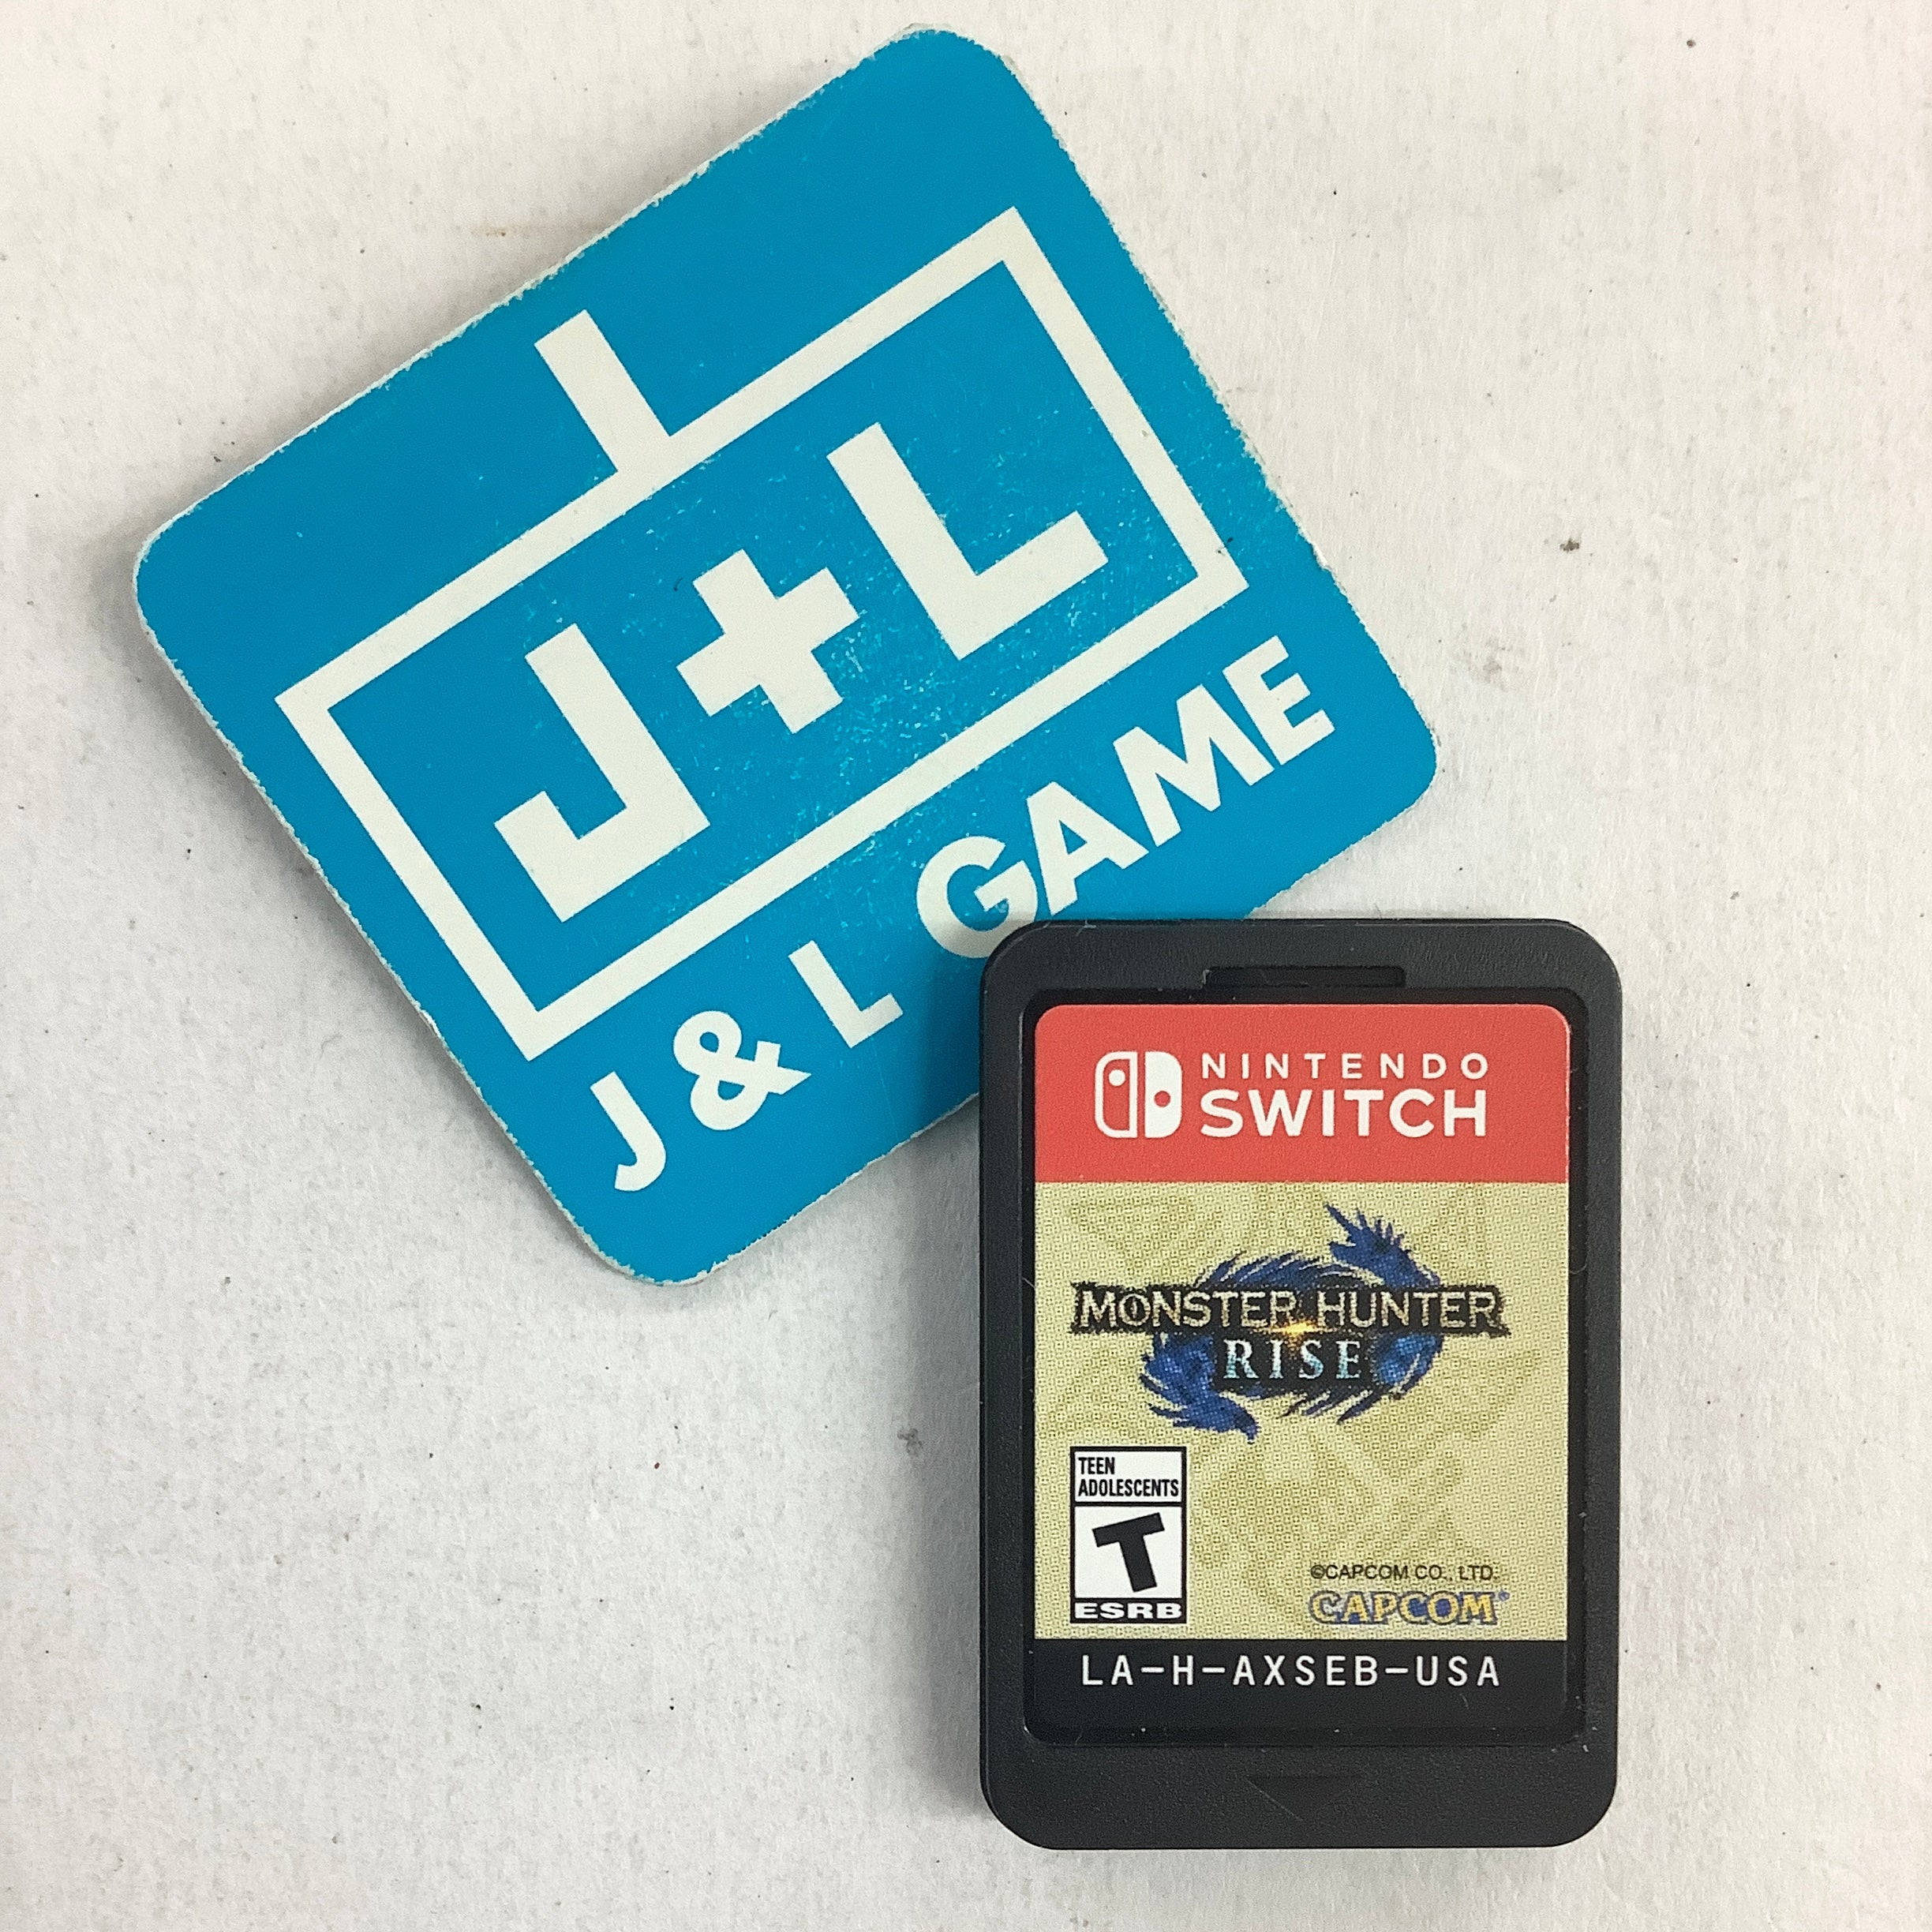 J+L
J & L GAME
NINTENDO
SWITCH
MONSTER HUNTER
RISE
TEEN
ADOLESCENTS
T
ESRB
©CAPCOM CO., LTD.
CAPCOM®
LA-H-AXSEB-USA